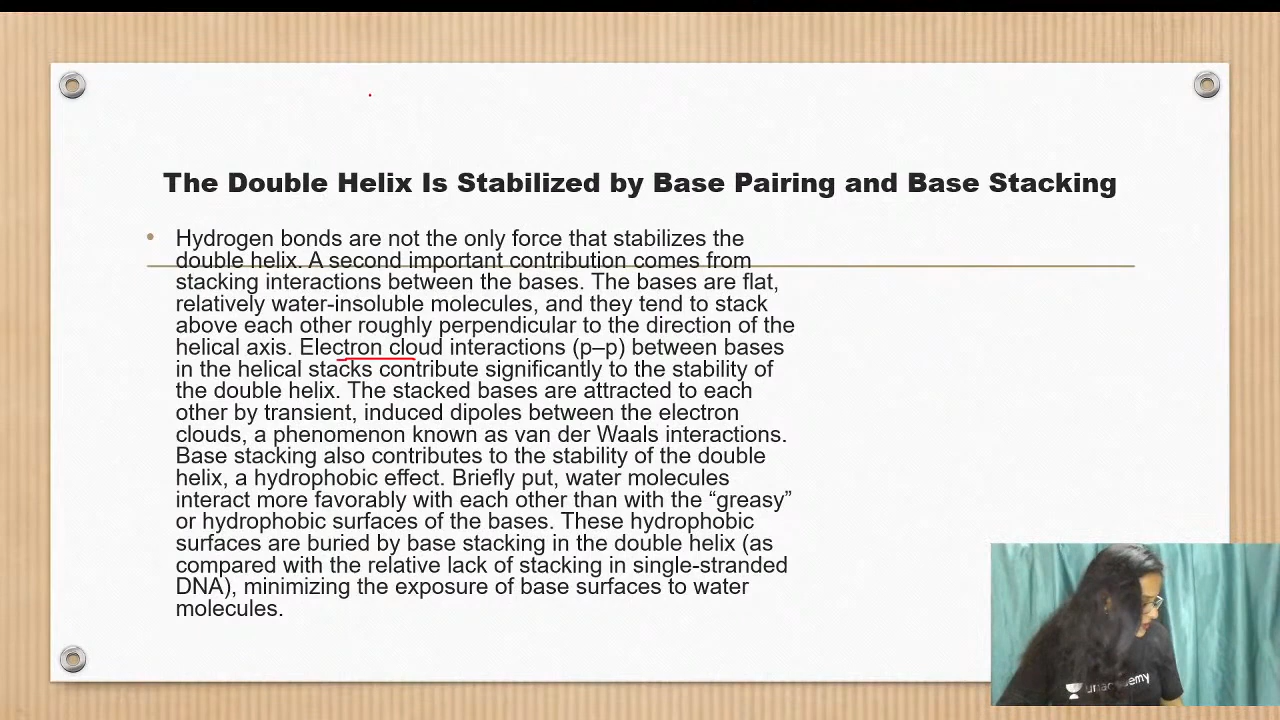 The Double Helix Is Stabilized by Base Pairing and Base Stacking
Hydrogen bonds are not the only force that stabilizes the
double helix. A second important contribution comes from
stacking interactions between the bases. The bases are flat,
relatively water-insoluble molecules, and they tend to stack
above each other roughly perpendicular to the direction of the
helical axis. Electron cloud interactions (p–p) between bases
in the helical stacks contribute significantly to the stability of
the double helix. The stacked bases are attracted to each
other by transient, induced dipoles between the electron
clouds, a phenomenon known as van der Waals interactions.
Base stacking also contributes to the stability of the double
helix, a hydrophobic effect. Briefly put, water molecules
interact more favorably with each other than with the “greasy”
or hydrophobic surfaces of the bases. These hydrophobic
surfaces are buried by base stacking in the double helix (as
compared with the relative lack of stacking in single-stranded
DNA), minimizing the exposure of base surfaces to water
molecules.
unacademy